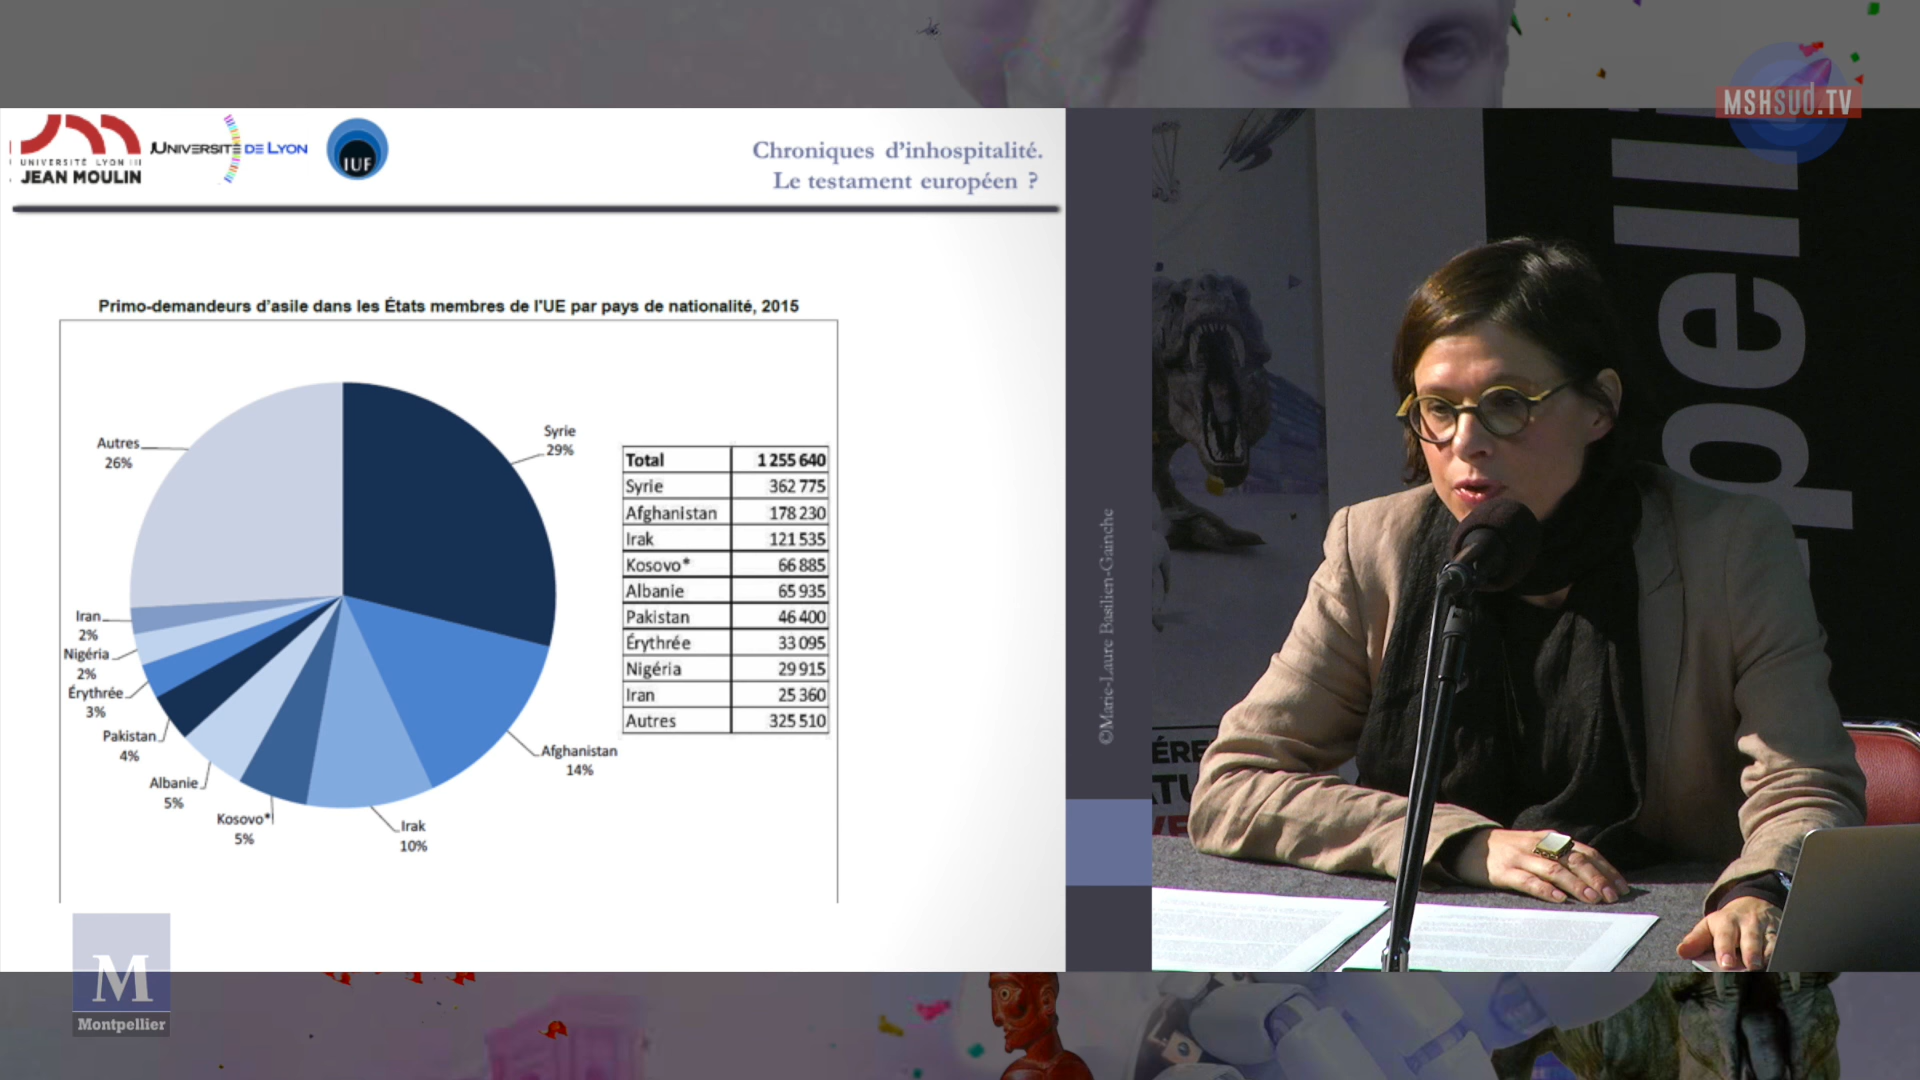 MSHSUD.TV
UNIVERSITÉ LYON III
JEAN MOULIN
UNIVERSITÉ DE LYON
IUF
Chroniques d'inhospitalité.
Le testament européen ?
Primo-demandeurs d'asile dans les États membres de l'UE par pays de nationalité, 2015
Syrie
29%
Afghanistan
14%
Irak
10%
Kosovo*
5%
Albanie
5%
Pakistan
4%
Érythrée
3%
Nigéria
2%
Iran
2%
Autres
26%
Total 1 255 640
Syrie 362 775
Afghanistan 178 230
Irak 121 535
Kosovo* 66 885
Albanie 65 935
Pakistan 46 400
Érythrée 33 095
Nigéria 29 915
Iran 25 360
Autres 325 510
©Marie-Laure Basilien-Gainche
pell
M
Montpellier